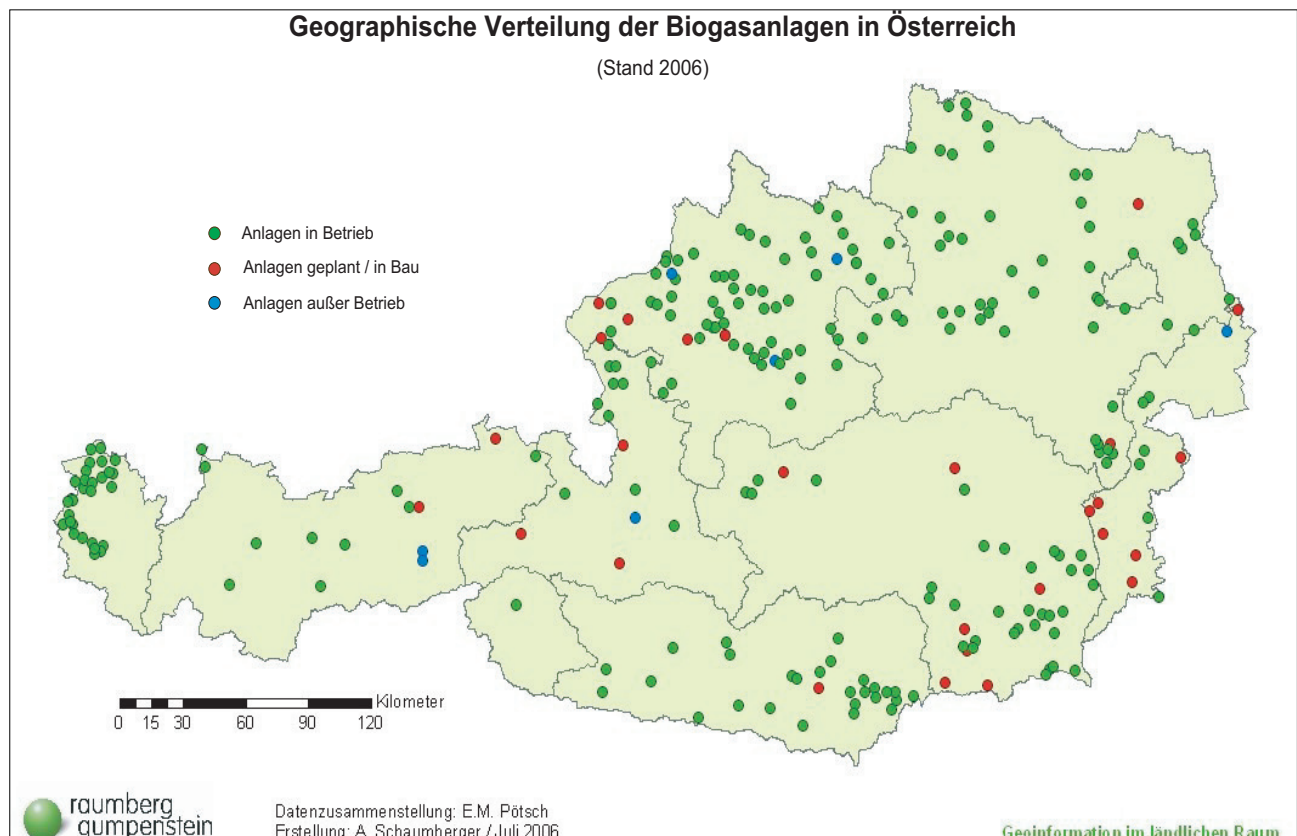 Geographische Verteilung der Biogasanlagen in Österreich
(Stand 2006)
Anlagen in Betrieb
Anlagen geplant / in Bau
Anlagen außer Betrieb
Kilometer
0 15 30 60 90 120
raumberg
gumpenstein
Datenzusammenstellung: E.M. Pötsch
Erstellung: A. Schaumberger / Juli 2006
Geoinformation im ländlichen Raum